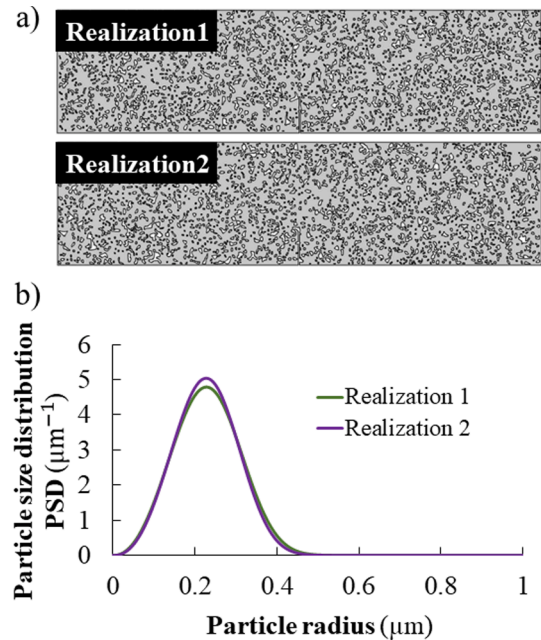 a)
Realization1
Realization2
b)
Particle size distribution
PSD (μm⁻¹)
6
5
4
3
2
1
0
Realization 1
Realization 2
0 0.2 0.4 0.6 0.8 1
Particle radius (μm)